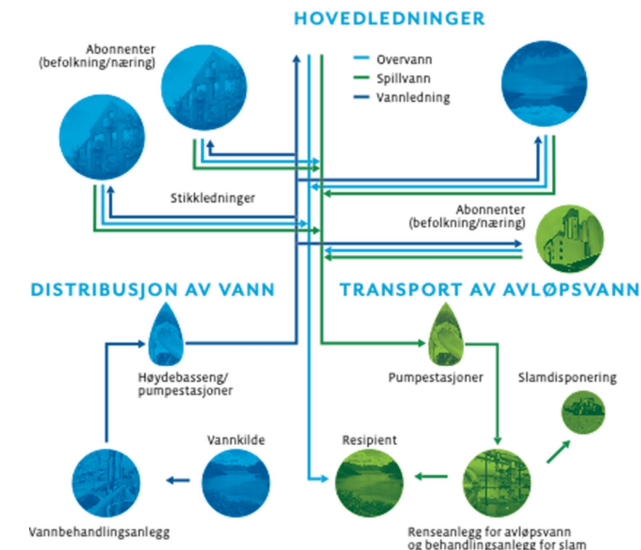 HOVEDLEDNINGER
Abonnenter
(befolkning/næring)
Overvann
Spillvann
Vannledning
Stikkledninger
Abonnenter
(befolkning/næring)
DISTRIBUSJON AV VANN
TRANSPORT AV AVLØPSVANN
Høydebasseng/
pumpestasjoner
Pumpestasjoner
Slamdisponering
Vannkilde
Resipient
Vannbehandlingsanlegg
Renseanlegg for avløpsvann
og behandlingsanlegg for slam